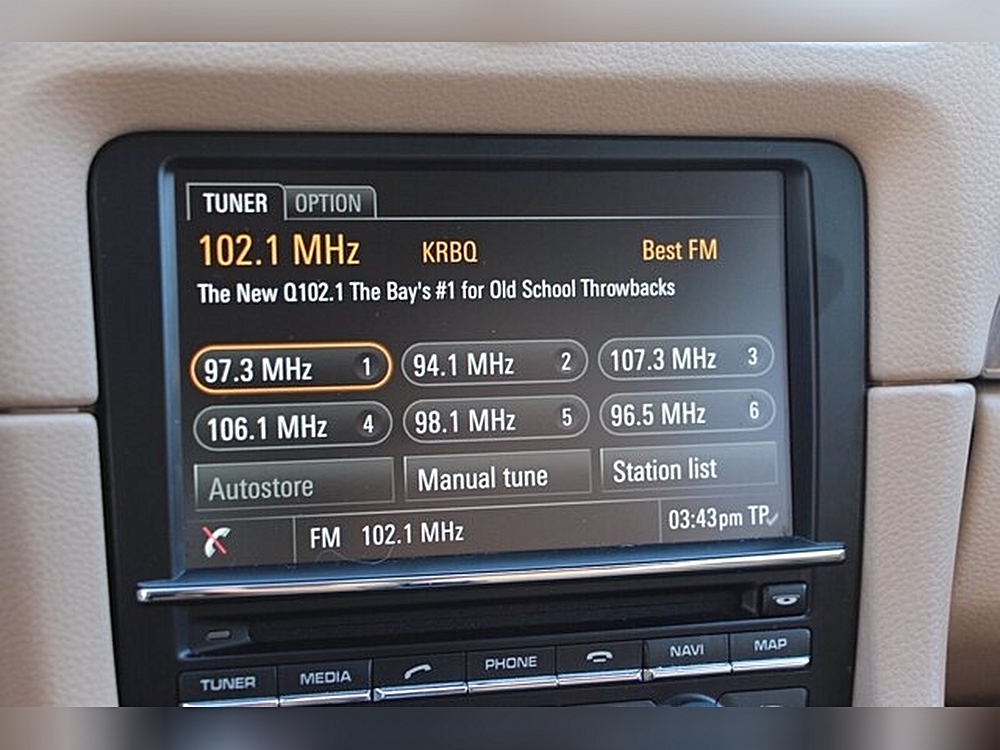 TUNER OPTION
102.1 MHz KRBQ Best FM
The New Q102.1 The Bay's #1 for Old School Throwbacks
97.3 MHz 1 94.1 MHz 2 107.3 MHz 3
106.1 MHz 4 98.1 MHz 5 96.5 MHz 6
Autostore Manual tune Station list
FM 102.1 MHz 03:43pm TP
TUNER MEDIA PHONE NAVI MAP